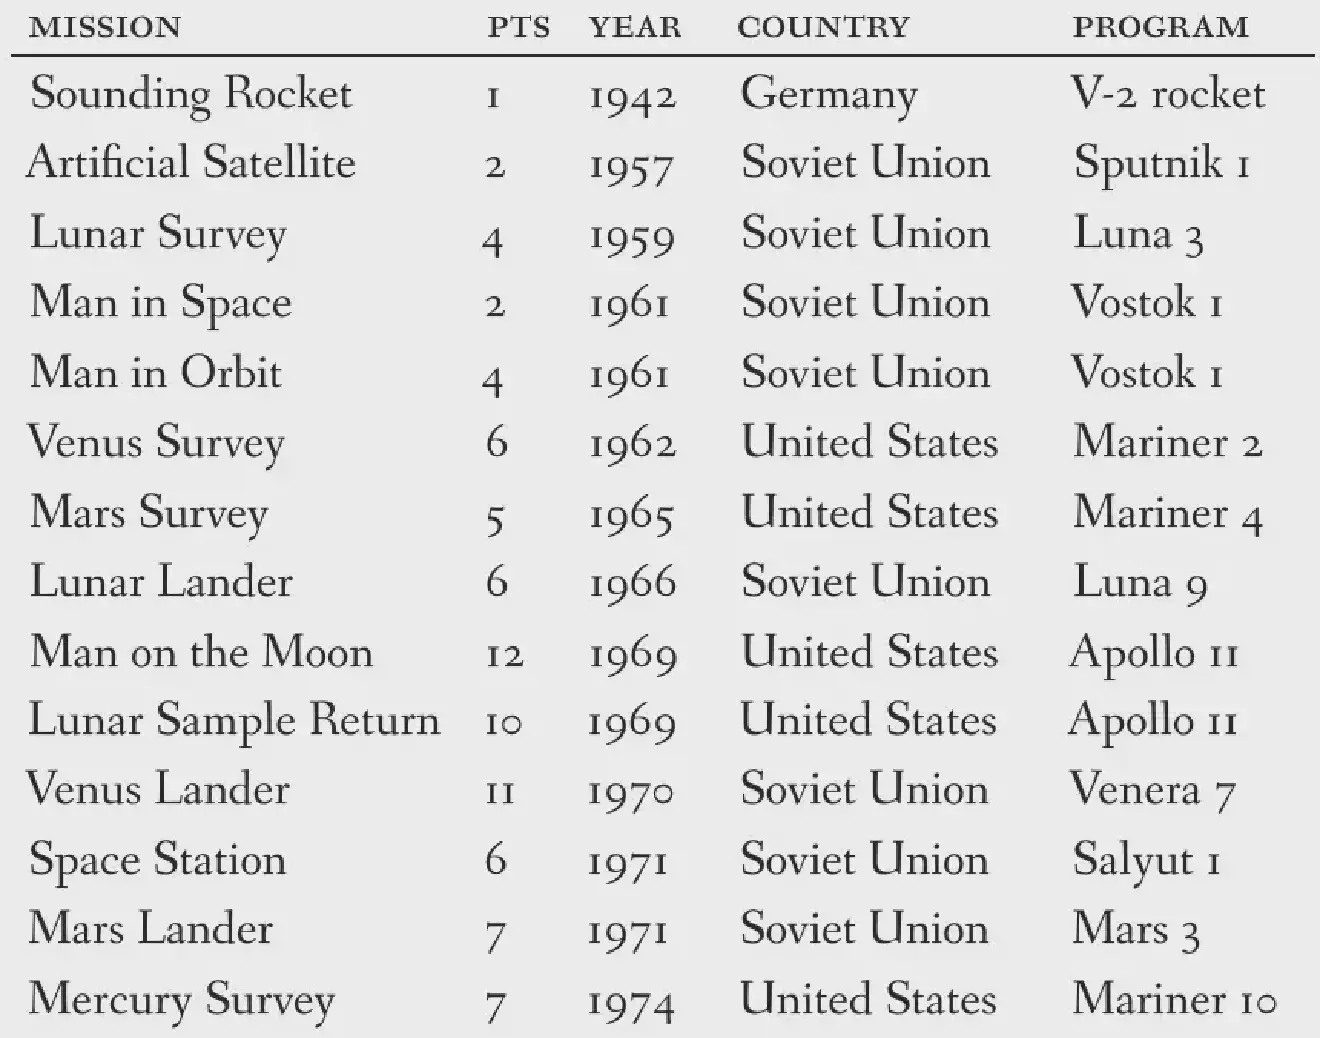 MISSION PTS YEAR COUNTRY PROGRAM
Sounding Rocket 1 1942 Germany V-2 rocket
Artificial Satellite 2 1957 Soviet Union Sputnik 1
Lunar Survey 4 1959 Soviet Union Luna 3
Man in Space 2 1961 Soviet Union Vostok 1
Man in Orbit 4 1961 Soviet Union Vostok 1
Venus Survey 6 1962 United States Mariner 2
Mars Survey 5 1965 United States Mariner 4
Lunar Lander 6 1966 Soviet Union Luna 9
Man on the Moon 12 1969 United States Apollo 11
Lunar Sample Return 10 1969 United States Apollo 11
Venus Lander 11 1970 Soviet Union Venera 7
Space Station 6 1971 Soviet Union Salyut 1
Mars Lander 7 1971 Soviet Union Mars 3
Mercury Survey 7 1974 United States Mariner 10